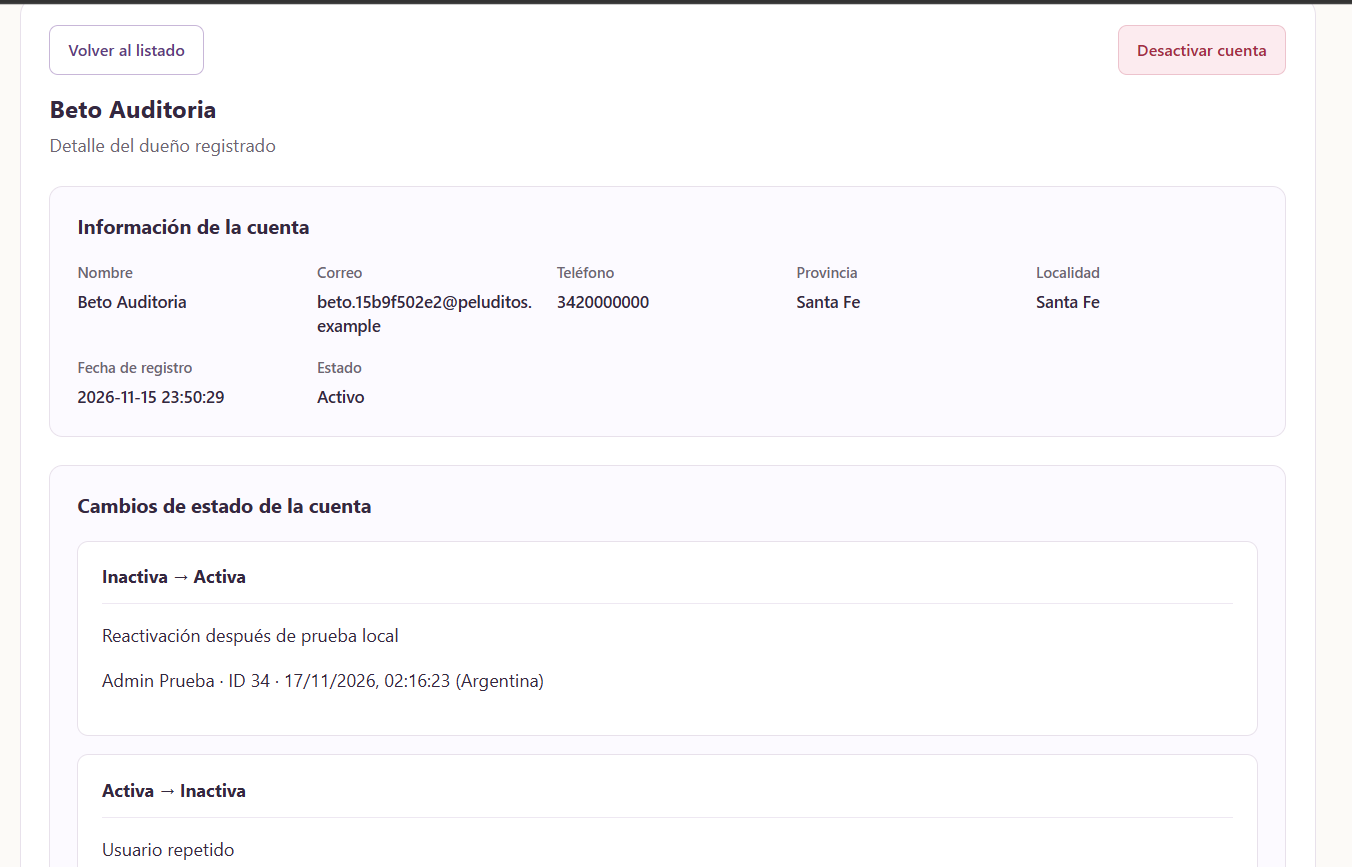 Volver al listado
Desactivar cuenta
Beto Auditoria
Detalle del dueño registrado
Información de la cuenta
Nombre
Beto Auditoria
Correo
beto.15b9f502e2@peluditos.
example
Teléfono
3420000000
Provincia
Santa Fe
Localidad
Santa Fe
Fecha de registro
2026-11-15 23:50:29
Estado
Activo
Cambios de estado de la cuenta
Inactiva → Activa
Reactivación después de prueba local
Admin Prueba · ID 34 · 17/11/2026, 02:16:23 (Argentina)
Activa → Inactiva
Usuario repetido